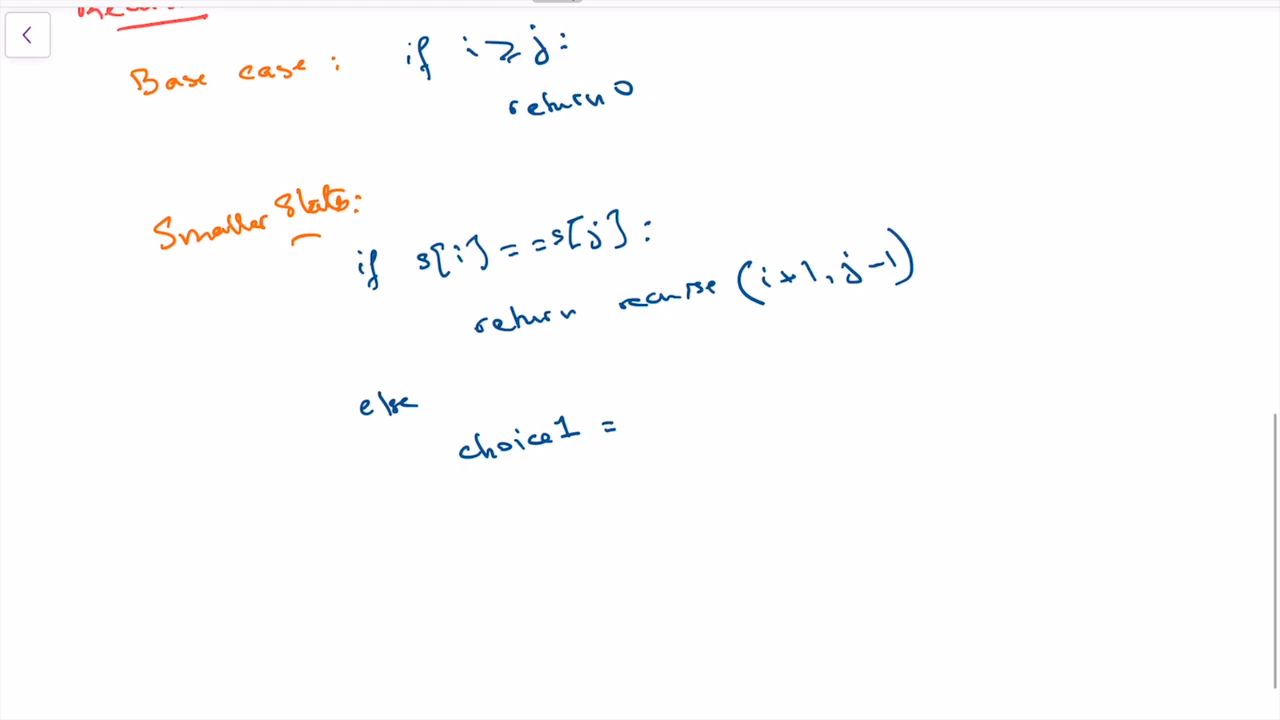 Base case : if i ≥ j :
return 0
Smaller State:
if s[i] = = s[j] :
return recurse (i+1, j-1)
else
choice1 =